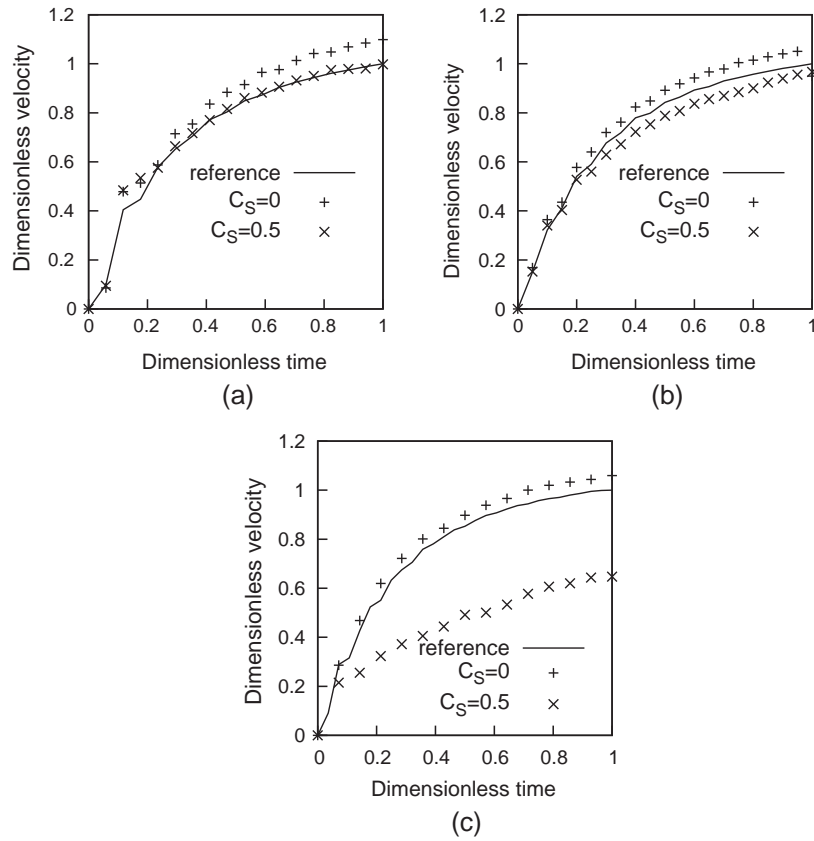 1.2
1
0.8
0.6
0.4
0.2
0
Dimensionless velocity
reference
C_S=0
C_S=0.5
0 0.2 0.4 0.6 0.8 1
Dimensionless time
(a)
1.2
1
0.8
0.6
0.4
0.2
0
Dimensionless velocity
reference
C_S=0
C_S=0.5
0 0.2 0.4 0.6 0.8 1
Dimensionless time
(b)
1.2
1
0.8
0.6
0.4
0.2
0
Dimensionless velocity
reference
C_S=0
C_S=0.5
0 0.2 0.4 0.6 0.8 1
Dimensionless time
(c)